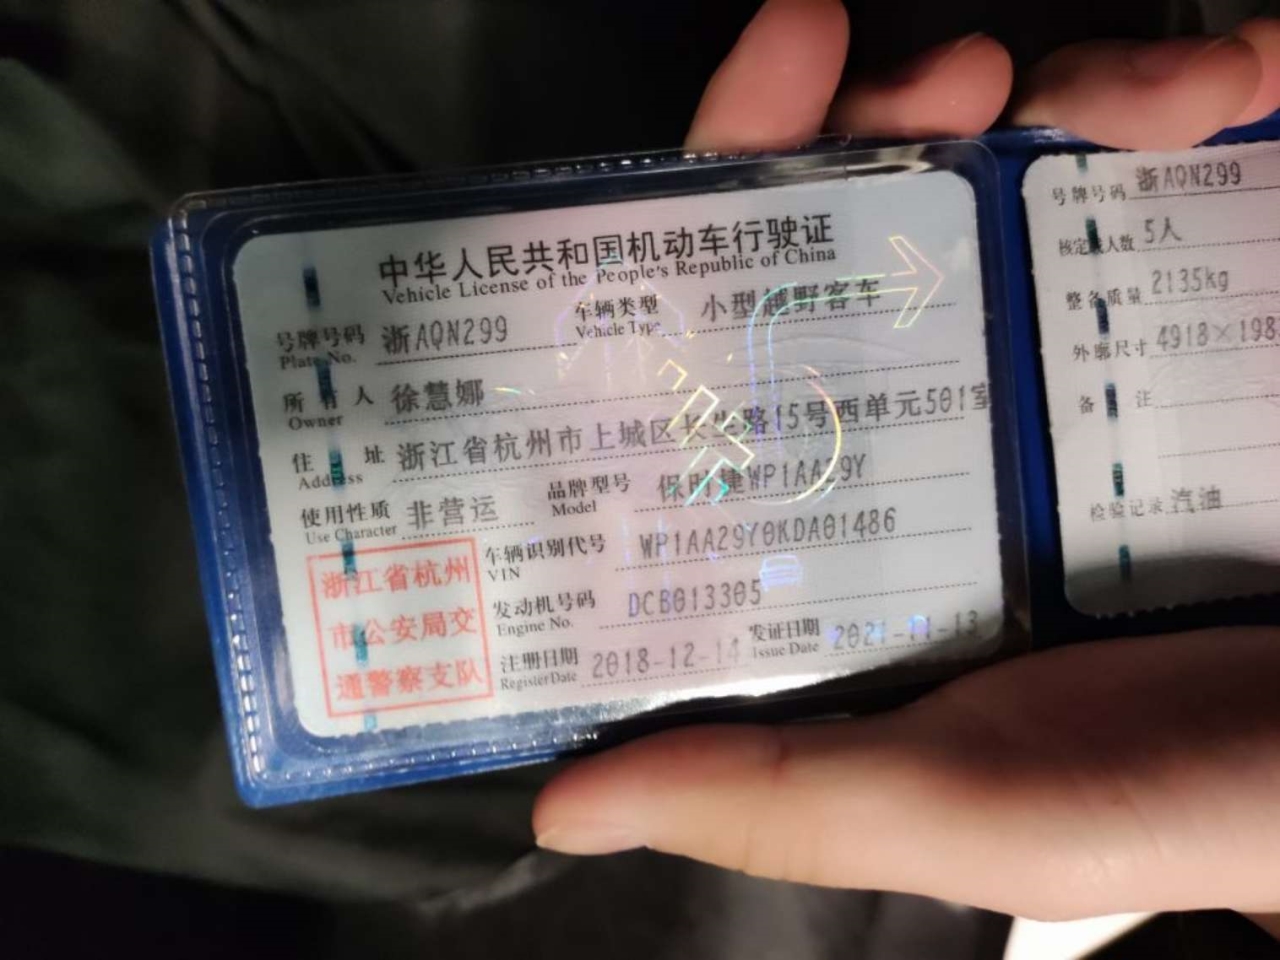 中华人民共和国机动车行驶证
Vehicle License of the People's Republic of China
号牌号码 浙AQN299 车辆类型 小型越野客车
Plate No. Vehicle Type
所有人 徐慧娜
Owner
住址 浙江省杭州市上城区长生路15号西单元501室
Address
使用性质 非营运 品牌型号 保时捷WP1AA29Y
Use Character Model
浙江省杭州
市公安局交
通警察支队
车辆识别代号 WP1AA29Y0KDA01486
VIN
发动机号码 DCB013305
Engine No.
注册日期 2018-12-14 发证日期 2021-11-13
Register Date Issue Date
号牌号码 浙AQN299
核定载人数 5人
整备质量 2135kg
外廓尺寸 4918×198
备注
检验记录 汽油